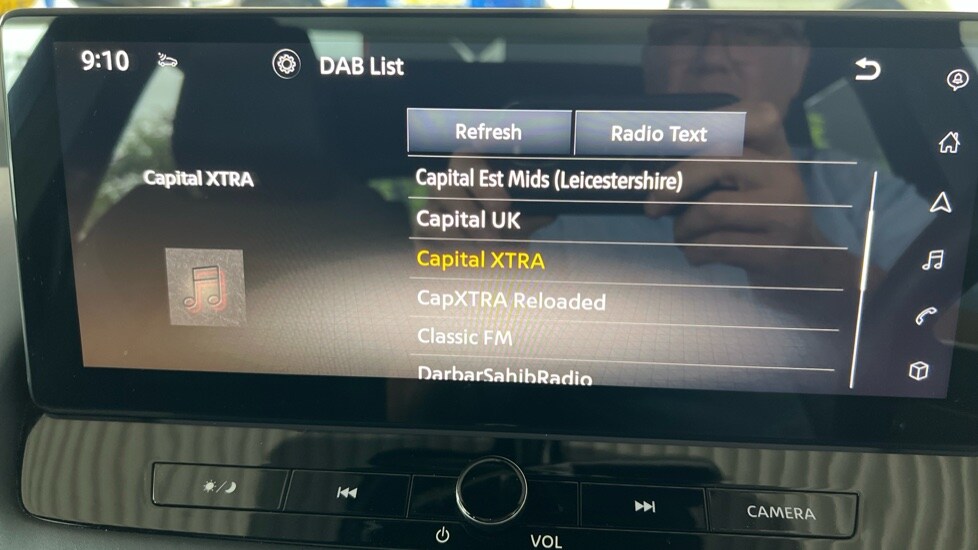 9:10
DAB List
Refresh
Radio Text
Capital XTRA
Capital Est Mids (Leicestershire)
Capital UK
Capital XTRA
CapXTRA Reloaded
Classic FM
DarbarSahibRadio
CAMERA
VOL